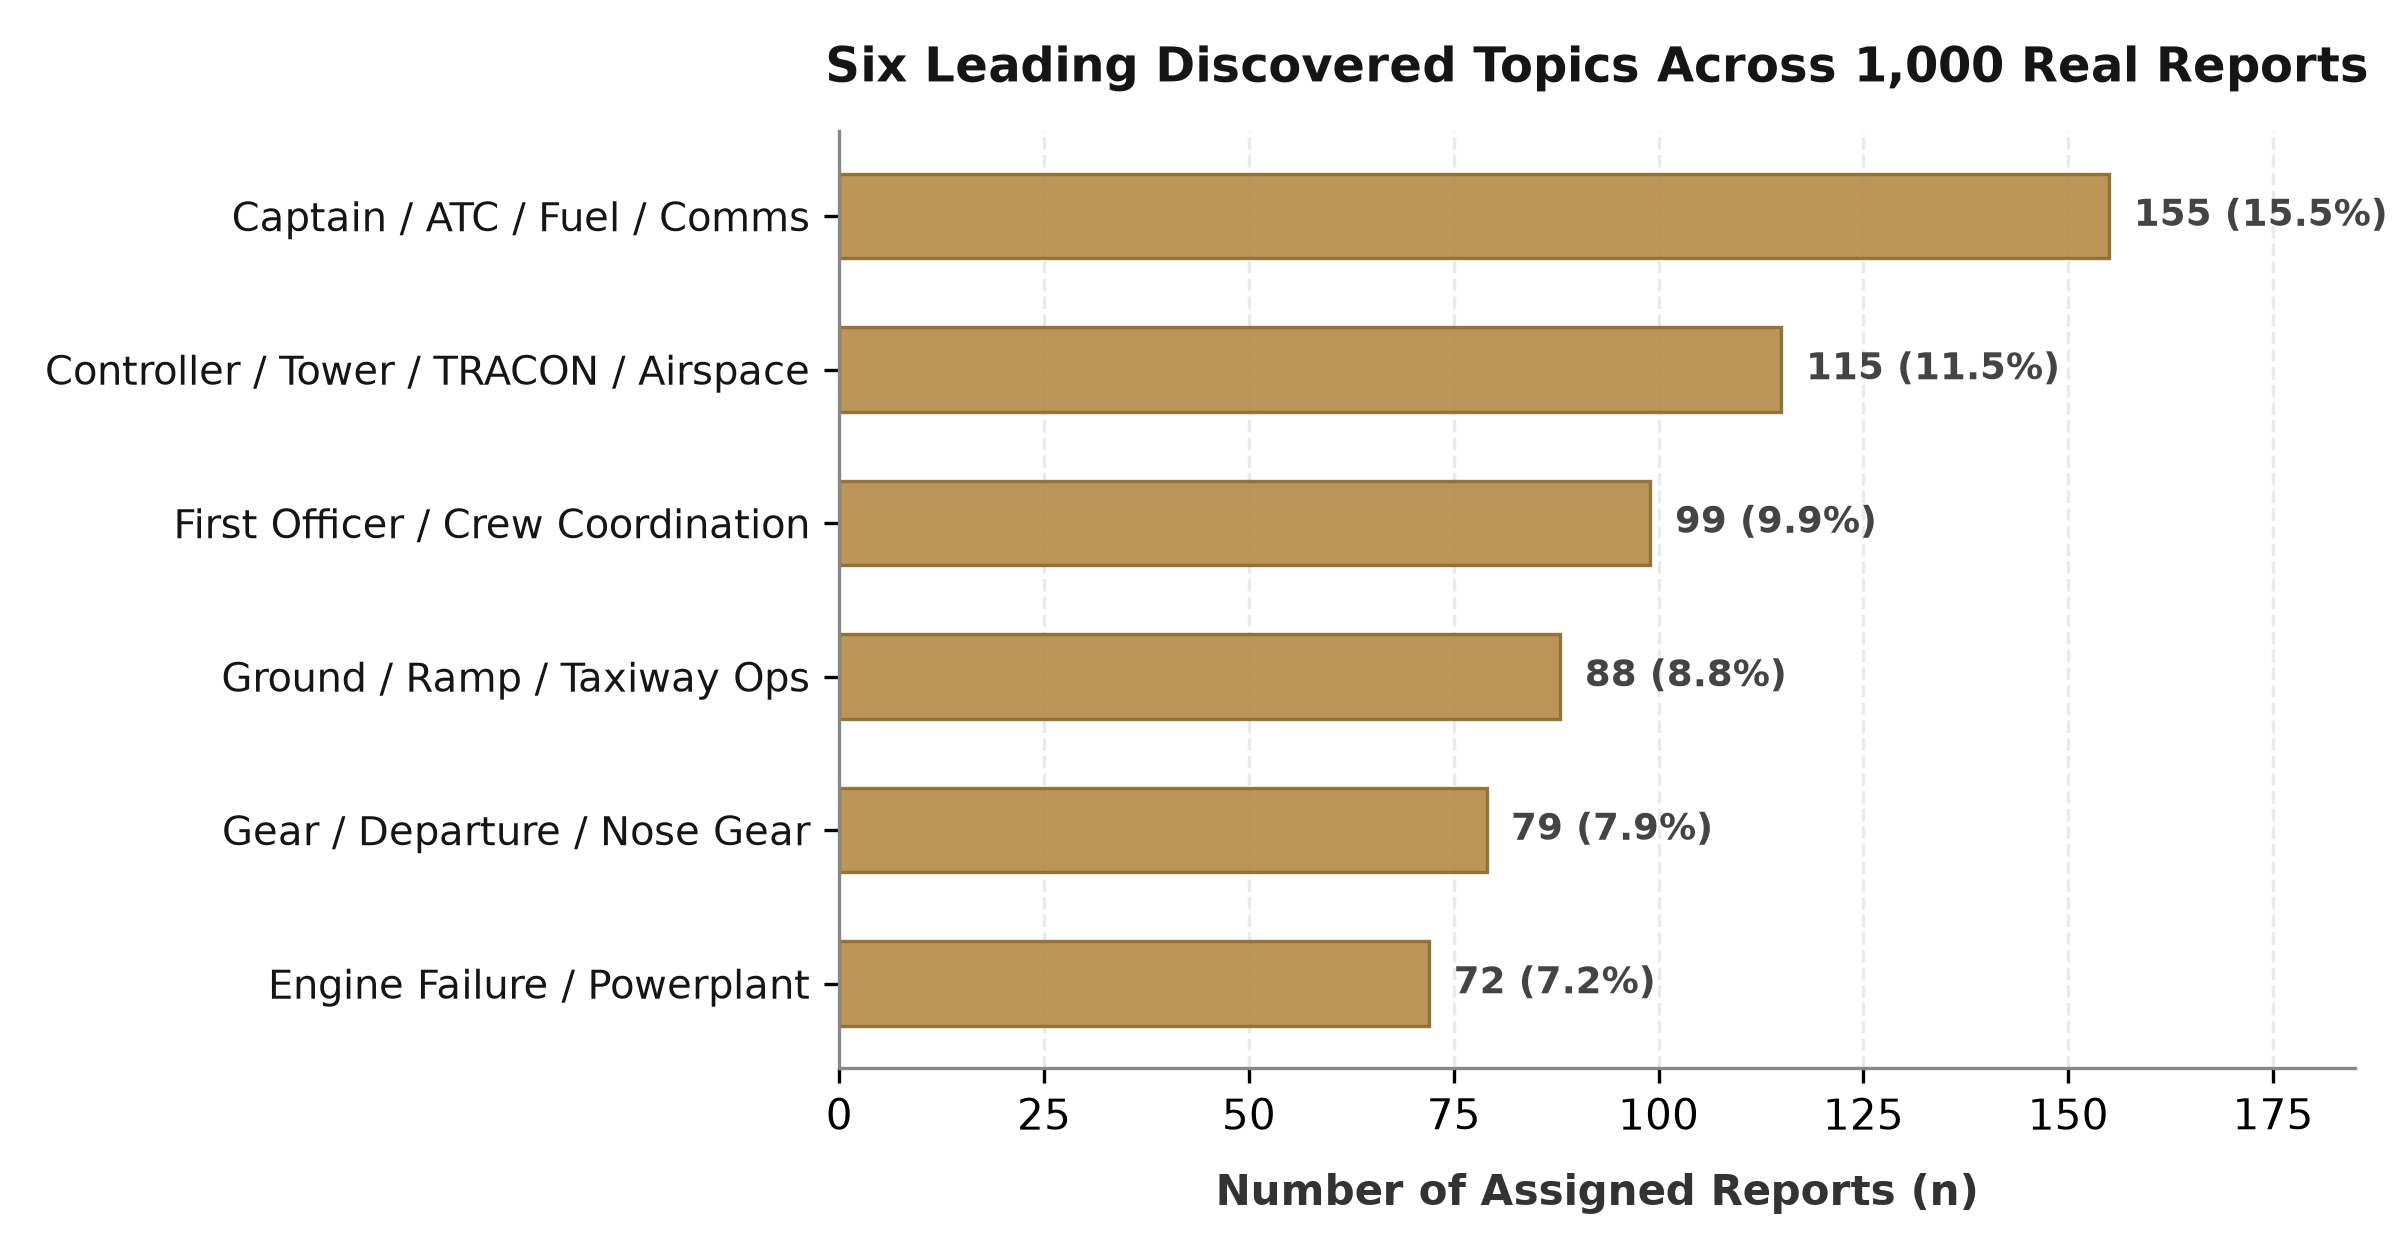 Six Leading Discovered Topics Across 1,000 Real Reports
Captain / ATC / Fuel / Comms
155 (15.5%)
Controller / Tower / TRACON / Airspace
115 (11.5%)
First Officer / Crew Coordination
99 (9.9%)
Ground / Ramp / Taxiway Ops
88 (8.8%)
Gear / Departure / Nose Gear
79 (7.9%)
Engine Failure / Powerplant
72 (7.2%)
0 25 50 75 100 125 150 175
Number of Assigned Reports (n)